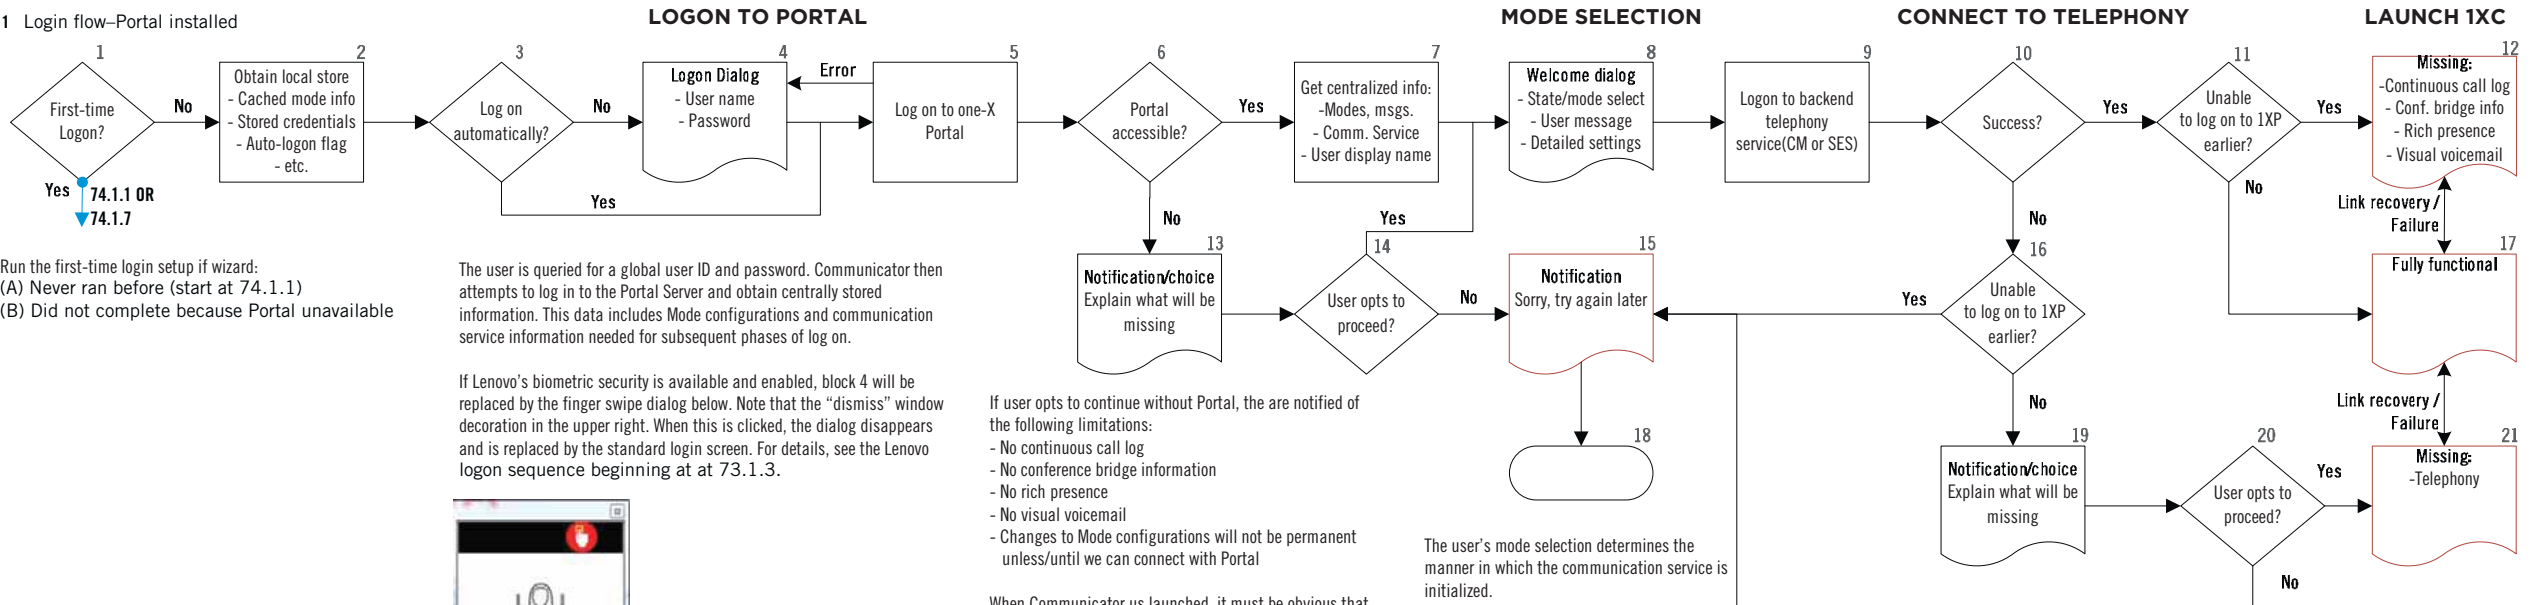 1 Login flow–Portal installed
LOGON TO PORTAL
MODE SELECTION
CONNECT TO TELEPHONY
LAUNCH 1XC
1
First-time
Logon?
No
Yes
74.1.1 OR
74.1.7
2
Obtain local store
- Cached mode info
- Stored credentials
- Auto-logon flag
- etc.
3
Log on
automatically?
No
Yes
4
Logon Dialog
- User name
- Password
Error
5
Log on to one-X
Portal
6
Portal
accessible?
Yes
No
7
Get centralized info:
-Modes, msgs.
- Comm. Service
- User display name
8
Welcome dialog
- State/mode select
- User message
- Detailed settings
9
Logon to backend
telephony
service(CM or SES)
10
Success?
Yes
No
11
Unable
to log on to 1XP
earlier?
Yes
No
12
Missing:
-Continuous call log
- Conf. bridge info
- Rich presence
- Visual voicemail
Link recovery /
Failure
13
Notification/choice
Explain what will be
missing
14
User opts to
proceed?
Yes
No
15
Notification
Sorry, try again later
16
Unable
to log on to 1XP
earlier?
Yes
No
17
Fully functional
Link recovery /
Failure
18
19
Notification/choice
Explain what will be
missing
20
User opts to
proceed?
Yes
No
21
Missing:
-Telephony
Run the first-time login setup if wizard:
(A) Never ran before (start at 74.1.1)
(B) Did not complete because Portal unavailable
The user is queried for a global user ID and password. Communicator then
attempts to log in to the Portal Server and obtain centrally stored
information. This data includes Mode configurations and communication
service information needed for subsequent phases of log on.
If Lenovo's biometric security is available and enabled, block 4 will be
replaced by the finger swipe dialog below. Note that the “dismiss” window
decoration in the upper right. When this is clicked, the dialog disappears
and is replaced by the standard login screen. For details, see the Lenovo
logon sequence beginning at at 73.1.3.
If user opts to continue without Portal, the are notified of
the following limitations:
- No continuous call log
- No conference bridge information
- No rich presence
- No visual voicemail
- Changes to Mode configurations will not be permanent
unless/until we can connect with Portal
When Communicator us launched, it must be obvious that
The user's mode selection determines the
manner in which the communication service is
initialized.